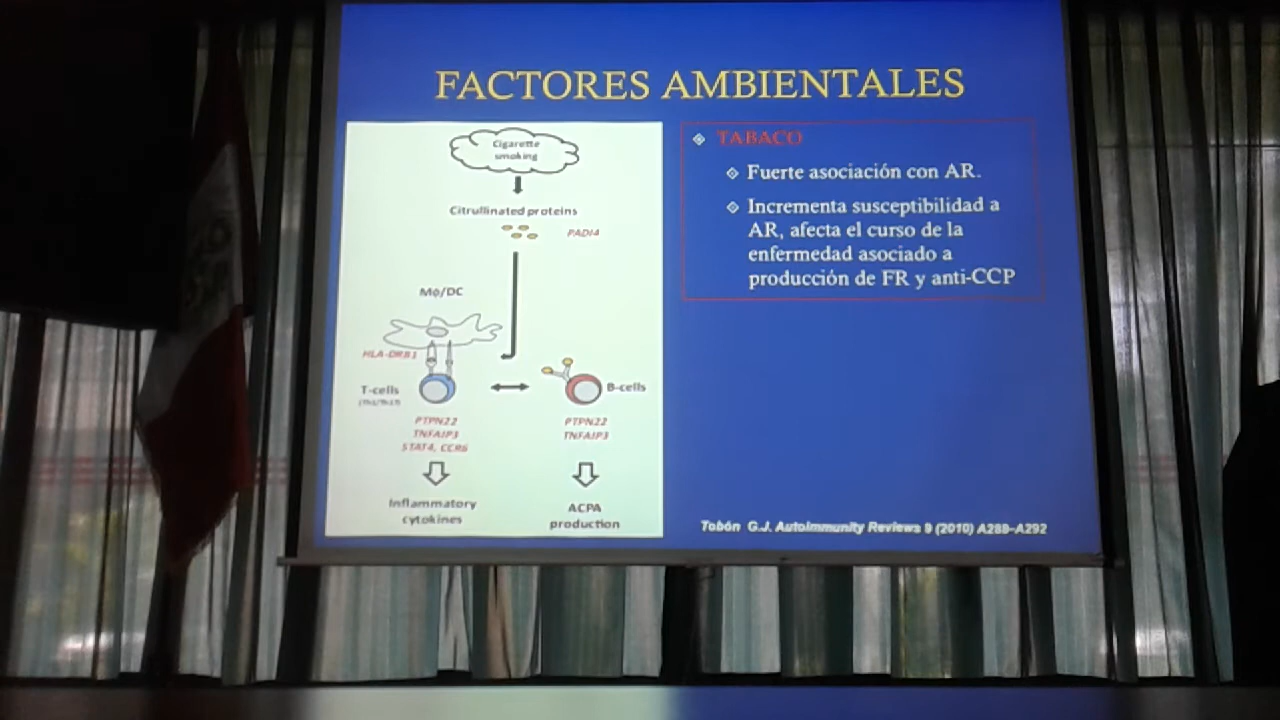 FACTORES AMBIENTALES
Cigarette
smoking
Citrullinated proteins
PADI4
Mφ/DC
HLA-DRB1
T-cells
(Th1/Th17)
B-cells
PTPN22
TNFAIP3
STAT4, CCR6
PTPN22
TNFAIP3
Inflammatory
cytokines
ACPA
production
TABACO
Fuerte asociación con AR.
Incrementa susceptibilidad a
AR, afecta el curso de la
enfermedad asociado a
producción de FR y anti-CCP
Tobón G.J. Autoimmunity Reviews 9 (2010) A288–A292